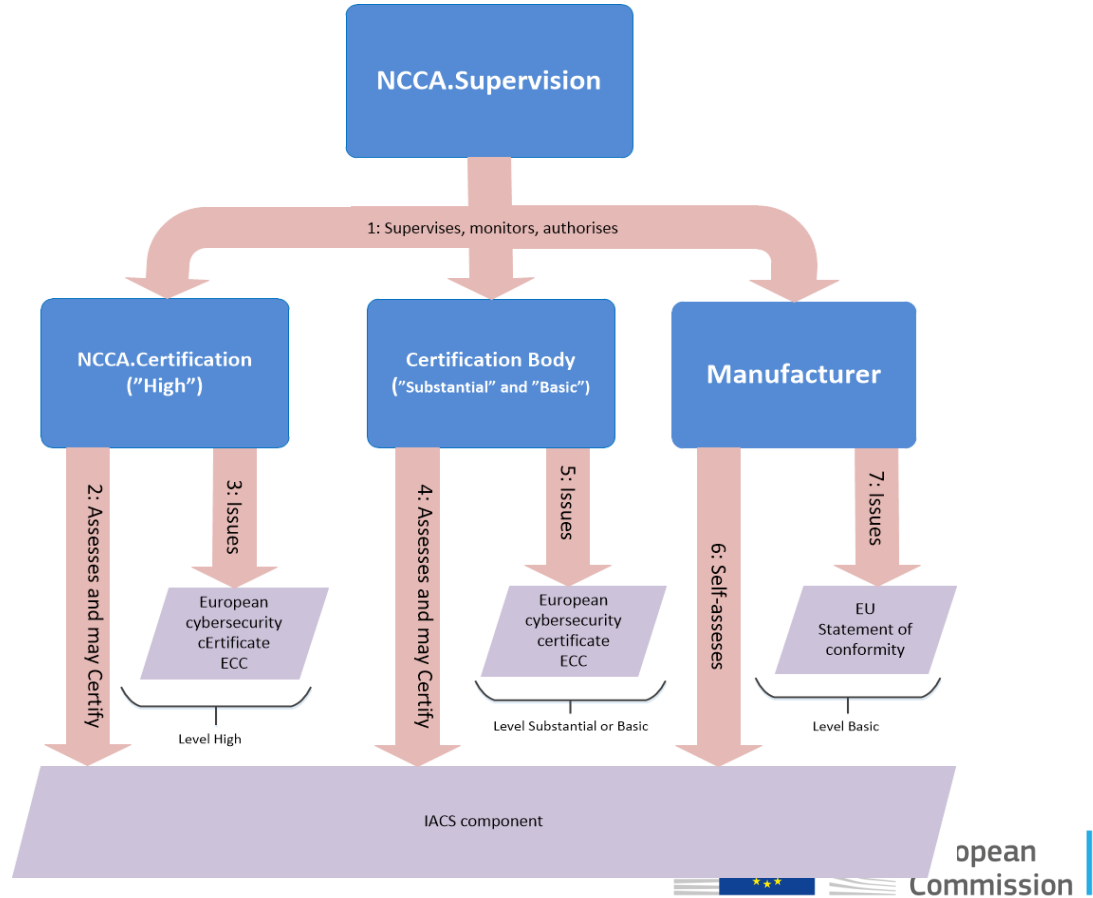 NCCA.Supervision
1: Supervises, monitors, authorises
NCCA.Certification
(”High”)
Certification Body
(”Substantial” and ”Basic”)
Manufacturer
2: Assesses and may Certify
3: Issues
4: Assesses and may Certify
5: Issues
6: Self-asseses
7: Issues
European
cybersecurity
cErtificate
ECC
European
cybersecurity
certificate
ECC
EU
Statement of
conformity
Level High
Level Substantial or Basic
Level Basic
IACS component
opean
Commission